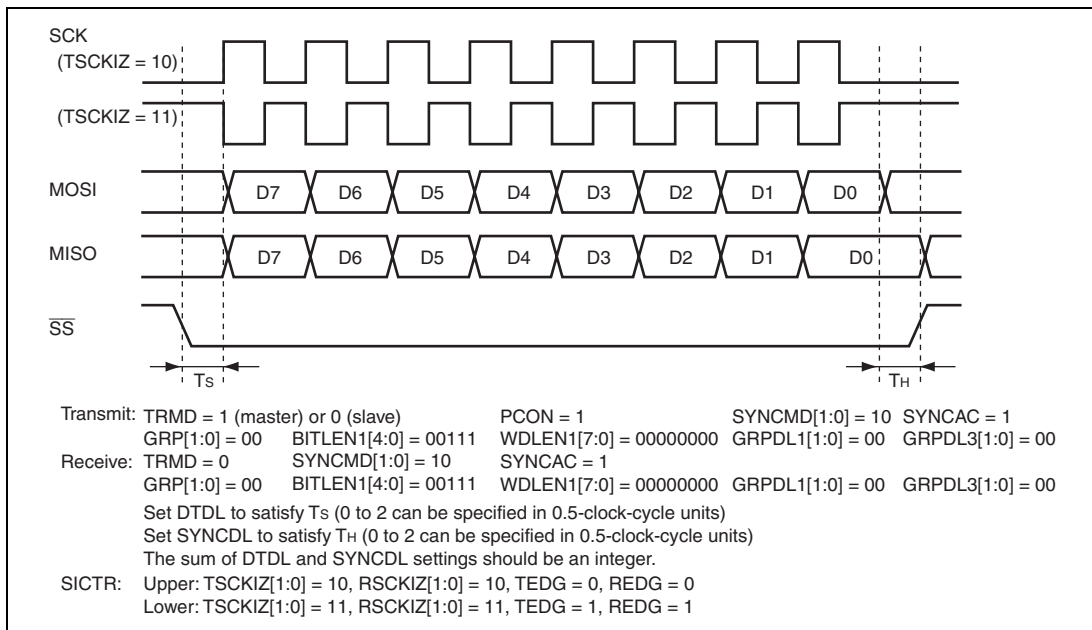 SCK
(TSCKIZ = 10)
(TSCKIZ = 11)
MOSI D7 D6 D5 D4 D3 D2 D1 D0
MISO D7 D6 D5 D4 D3 D2 D1 D0
SS
Ts TH
Transmit: TRMD = 1 (master) or 0 (slave) PCON = 1 SYNCMD[1:0] = 10 SYNCAC = 1
GRP[1:0] = 00 BITLEN1[4:0] = 00111 WDLEN1[7:0] = 00000000 GRPDL1[1:0] = 00 GRPDL3[1:0] = 00
Receive: TRMD = 0 SYNCMD[1:0] = 10 SYNCAC = 1
GRP[1:0] = 00 BITLEN1[4:0] = 00111 WDLEN1[7:0] = 00000000 GRPDL1[1:0] = 00 GRPDL3[1:0] = 00
Set DTDL to satisfy Ts (0 to 2 can be specified in 0.5-clock-cycle units)
Set SYNCDL to satisfy TH (0 to 2 can be specified in 0.5-clock-cycle units)
The sum of DTDL and SYNCDL settings should be an integer.
SICTR: Upper: TSCKIZ[1:0] = 10, RSCKIZ[1:0] = 10, TEDG = 0, REDG = 0
Lower: TSCKIZ[1:0] = 11, RSCKIZ[1:0] = 11, TEDG = 1, REDG = 1